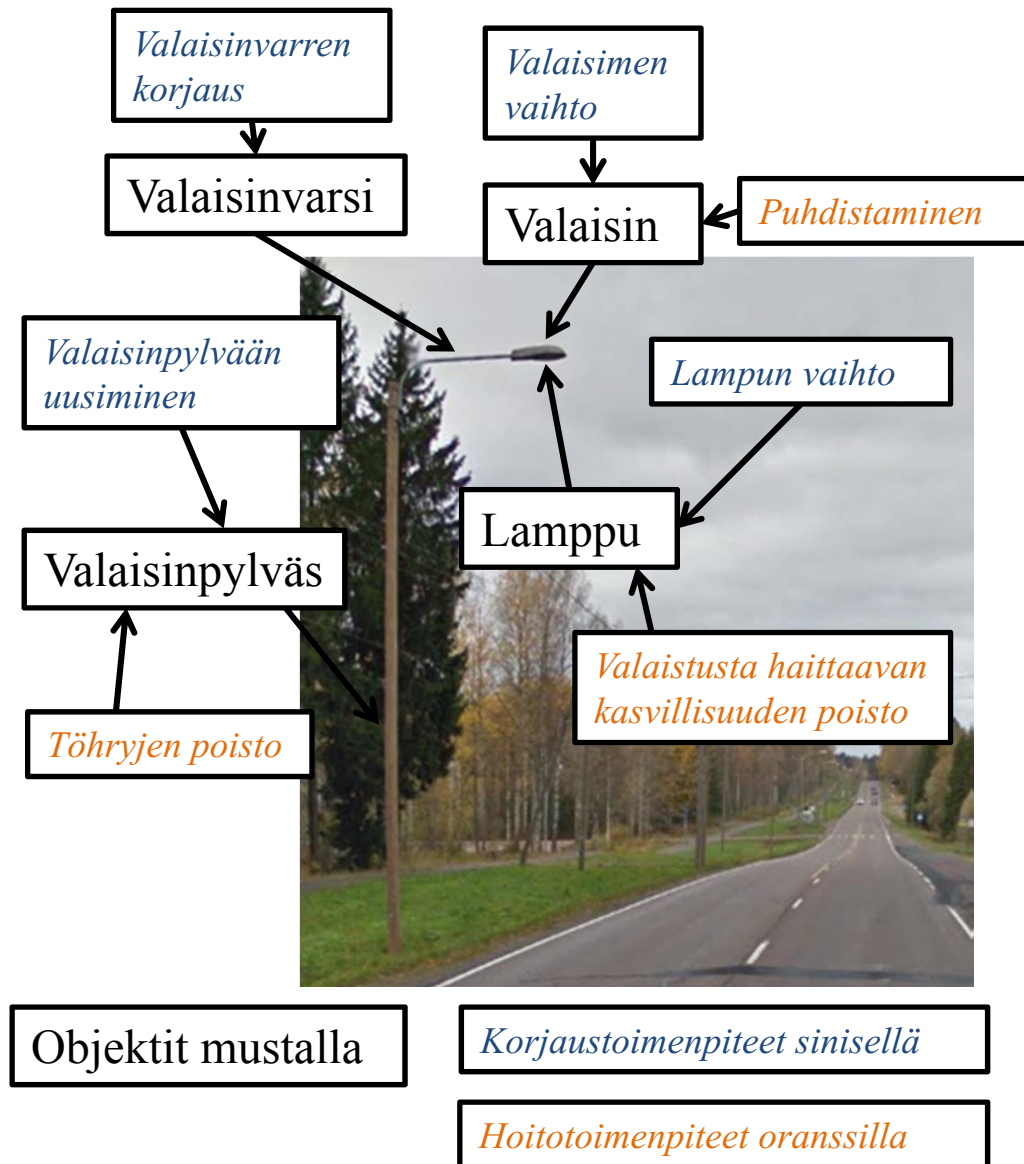 Valaisinvarren
korjaus
Valaisimen
vaihto
Valaisinvarsi
Valaisin
Puhdistaminen
Valaisinpylvään
uusiminen
Lampun vaihto
Lamppu
Valaisinpylväs
Valaistusta haittaavan
kasvillisuuden poisto
Töhryjen poisto
Objektit mustalla
Korjaustoimenpiteet sinisellä
Hoitotoimenpiteet oranssilla